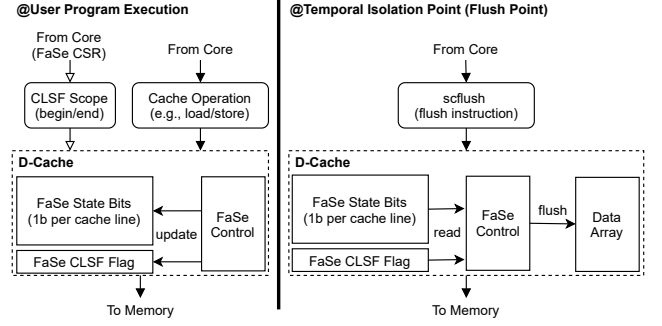 @User Program Execution
From Core
(FaSe CSR)
From Core
CLSF Scope
(begin/end)
Cache Operation
(e.g., load/store)
D-Cache
FaSe State Bits
(1b per cache line)
FaSe
Control
update
FaSe CLSF Flag
To Memory
@Temporal Isolation Point (Flush Point)
From Core
scflush
(flush instruction)
D-Cache
FaSe State Bits
(1b per cache line)
read
FaSe
Control
flush
Data
Array
FaSe CLSF Flag
To Memory